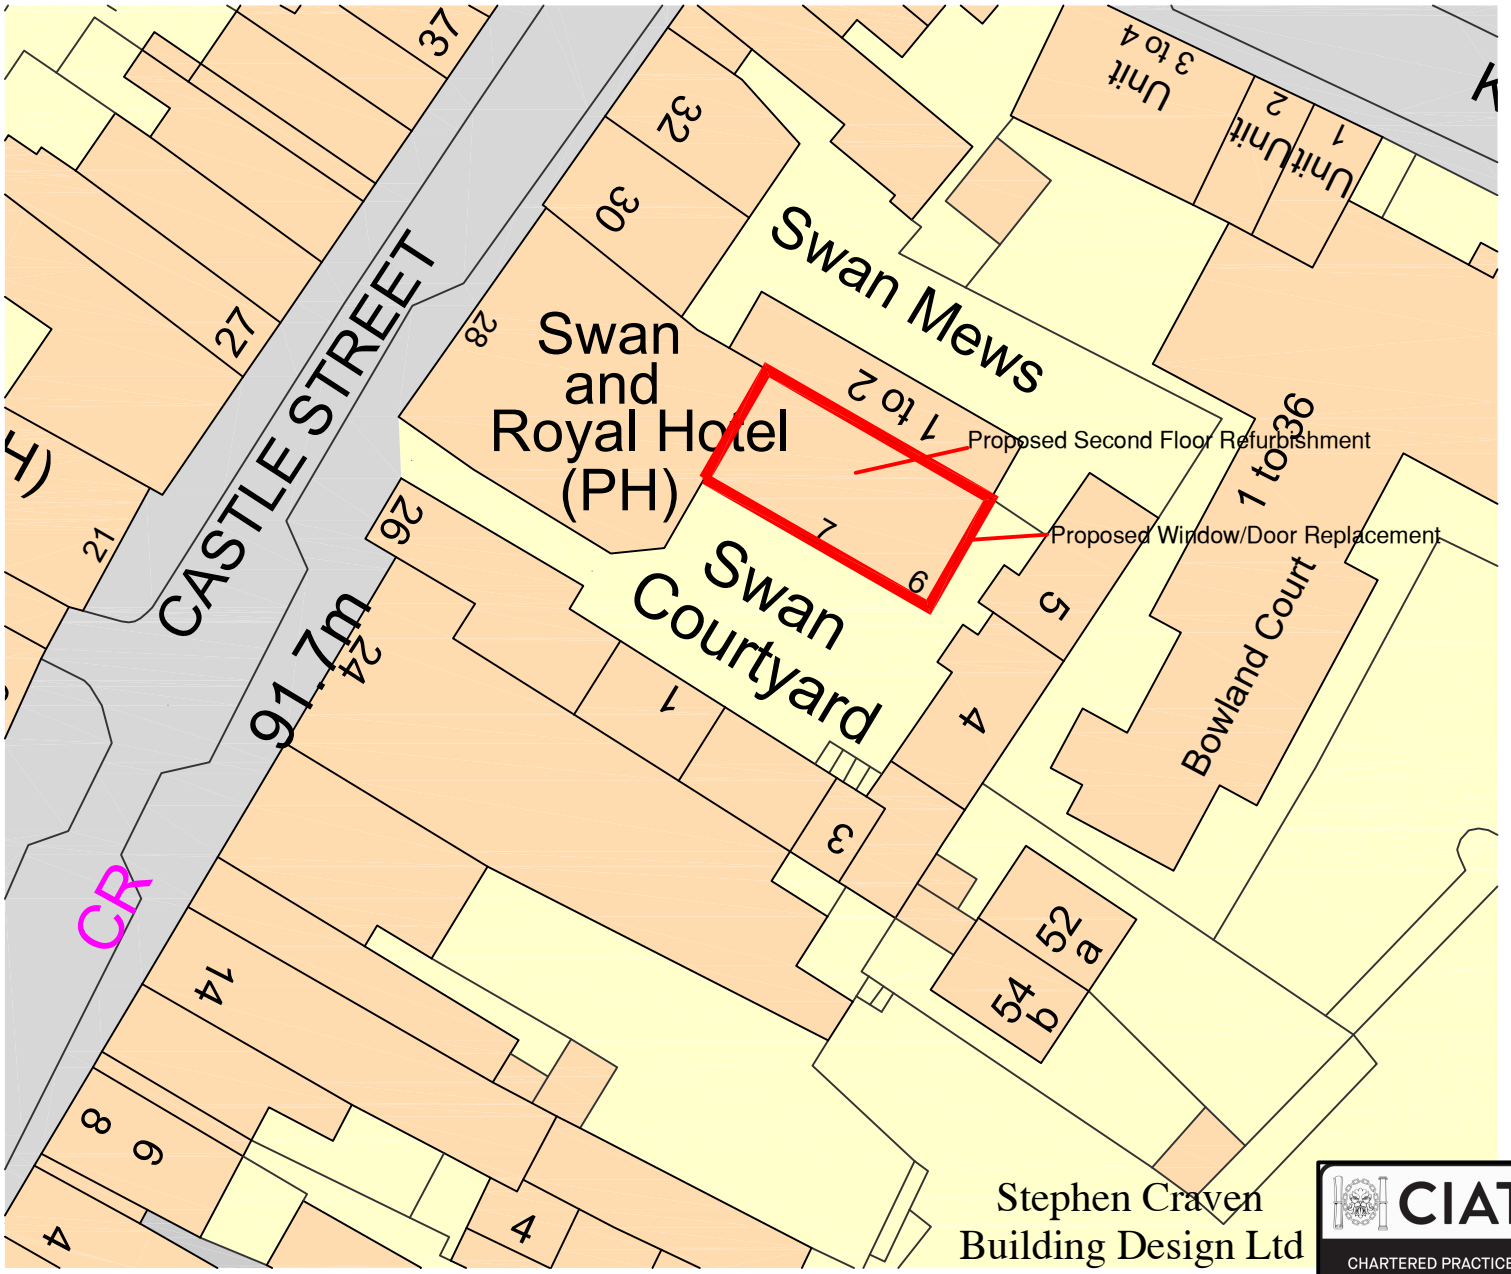 37
32
30
Unit
3 to 4
Unit
2
Unit
1
K
CASTLE STREET
27
28
Swan
and
Royal Hotel
(PH)
Swan Mews
1 to 2
Proposed Second Floor Refurbishment
1 to 36
Proposed Window/Door Replacement
H)
21
26
7
6
Swan
Courtyard
5
4
Bowland Court
91.7m
24
1
3
CR
52
a
54
b
14
8
6
4
4
Stephen Craven
Building Design Ltd
CIAT
CHARTERED PRACTICE